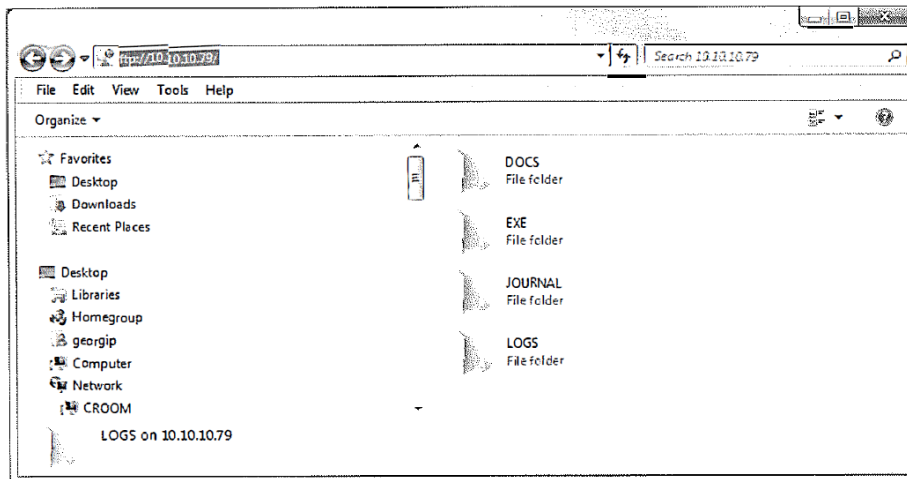 ftp://10.10.10.79/
Search 10.10.10.79
File Edit View Tools Help
Organize
Favorites
Desktop
Downloads
Recent Places
Desktop
Libraries
Homegroup
georgip
Computer
Network
CROOM
DOCS
File folder
EXE
File folder
JOURNAL
File folder
LOGS
File folder
LOGS on 10.10.10.79